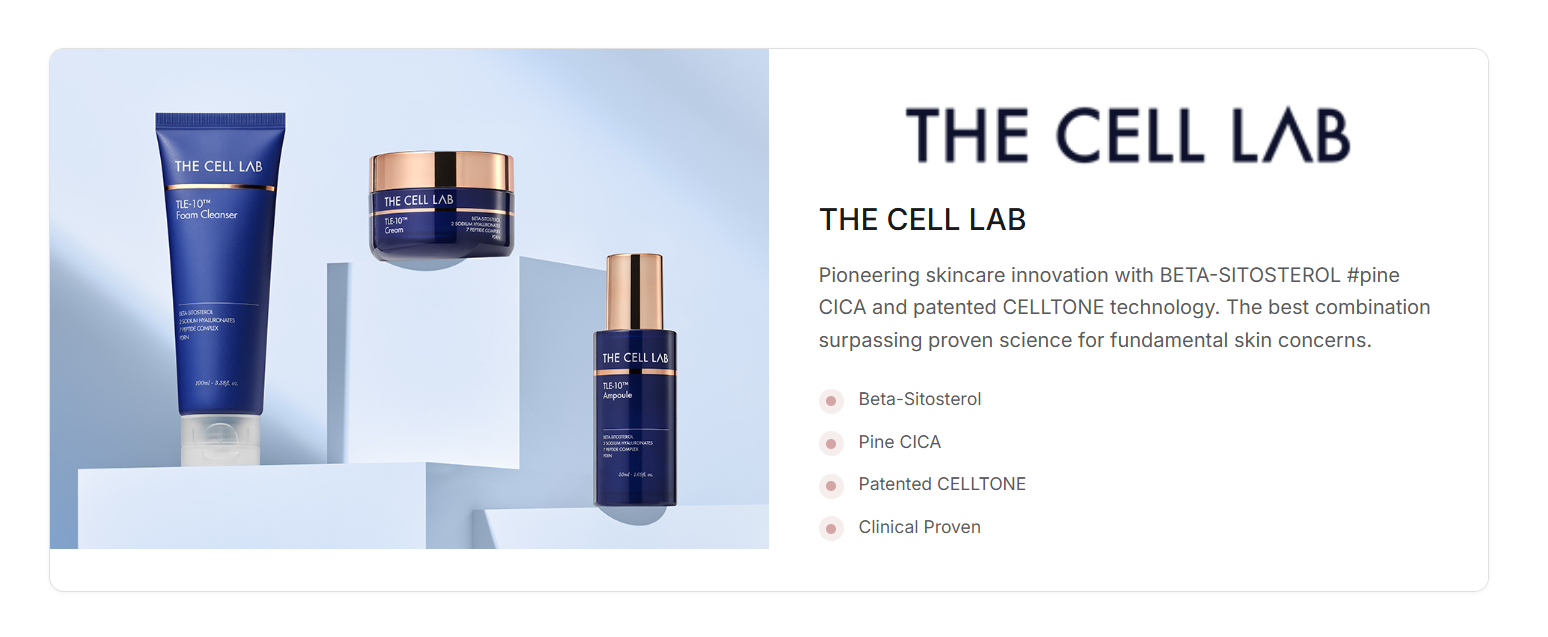 THE CELL LAB
TLE-10™
Foam Cleanser
BETA-SITOSTEROL
2 SODIUM HYALURONATES
7 PEPTIDE COMPLEX
PDRN
100ml · 3.38fl. oz.
THE CELL LAB
TLE-10™
Cream
BETA-SITOSTEROL
2 SODIUM HYALURONATES
7 PEPTIDE COMPLEX
PDRN
THE CELL LAB
TLE-10™
Ampoule
BETA-SITOSTEROL
2 SODIUM HYALURONATES
7 PEPTIDE COMPLEX
PDRN
50ml · 1.69fl. oz.
THE CELL LAB
THE CELL LAB
Pioneering skincare innovation with BETA-SITOSTEROL #pine
CICA and patented CELLTONE technology. The best combination
surpassing proven science for fundamental skin concerns.
Beta-Sitosterol
Pine CICA
Patented CELLTONE
Clinical Proven